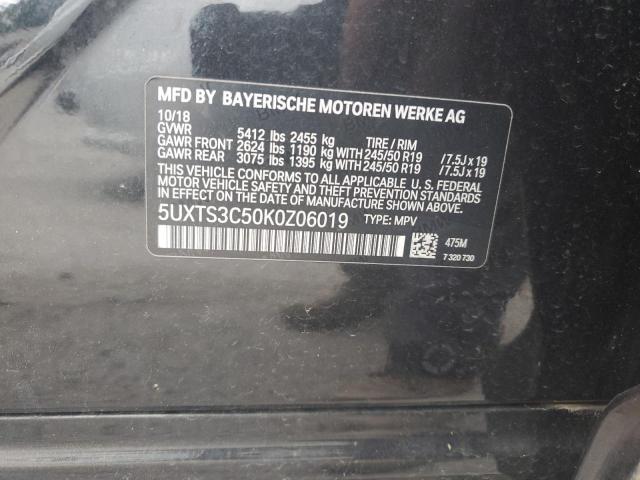 MFD BY BAYERISCHE MOTOREN WERKE AG
10/18
GVWR 5412 lbs 2455 kg TIRE / RIM
GAWR FRONT 2624 lbs 1190 kg WITH 245/50 R19 /7.5J x 19
GAWR REAR 3075 lbs 1395 kg WITH 245/50 R19 /7.5J x 19
THIS VEHICLE CONFORMS TO ALL APPLICABLE U. S. FEDERAL
MOTOR VEHICLE SAFETY AND THEFT PREVENTION STANDARDS
IN EFFECT ON THE DATE OF MANUFACTURE SHOWN ABOVE.
5UXTS3C50K0Z06019 TYPE: MPV
475M
7 320 730